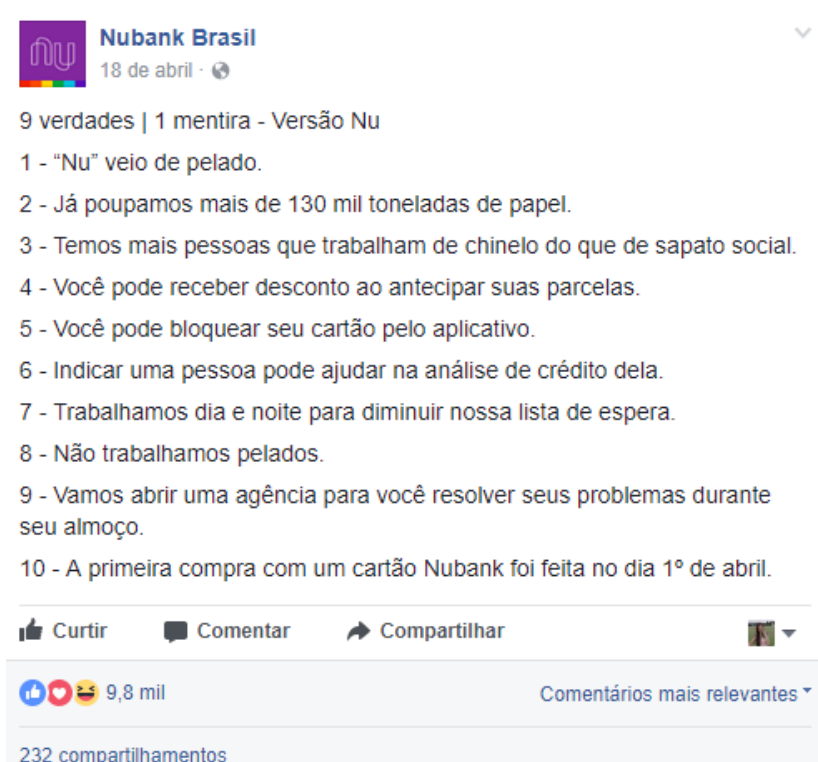 nu
Nubank Brasil
18 de abril ·
9 verdades | 1 mentira - Versão Nu
1 - “Nu” veio de pelado.
2 - Já poupamos mais de 130 mil toneladas de papel.
3 - Temos mais pessoas que trabalham de chinelo do que de sapato social.
4 - Você pode receber desconto ao antecipar suas parcelas.
5 - Você pode bloquear seu cartão pelo aplicativo.
6 - Indicar uma pessoa pode ajudar na análise de crédito dela.
7 - Trabalhamos dia e noite para diminuir nossa lista de espera.
8 - Não trabalhamos pelados.
9 - Vamos abrir uma agência para você resolver seus problemas durante
seu almoço.
10 - A primeira compra com um cartão Nubank foi feita no dia 1º de abril.
Curtir Comentar Compartilhar
9,8 mil Comentários mais relevantes
232 compartilhamentos